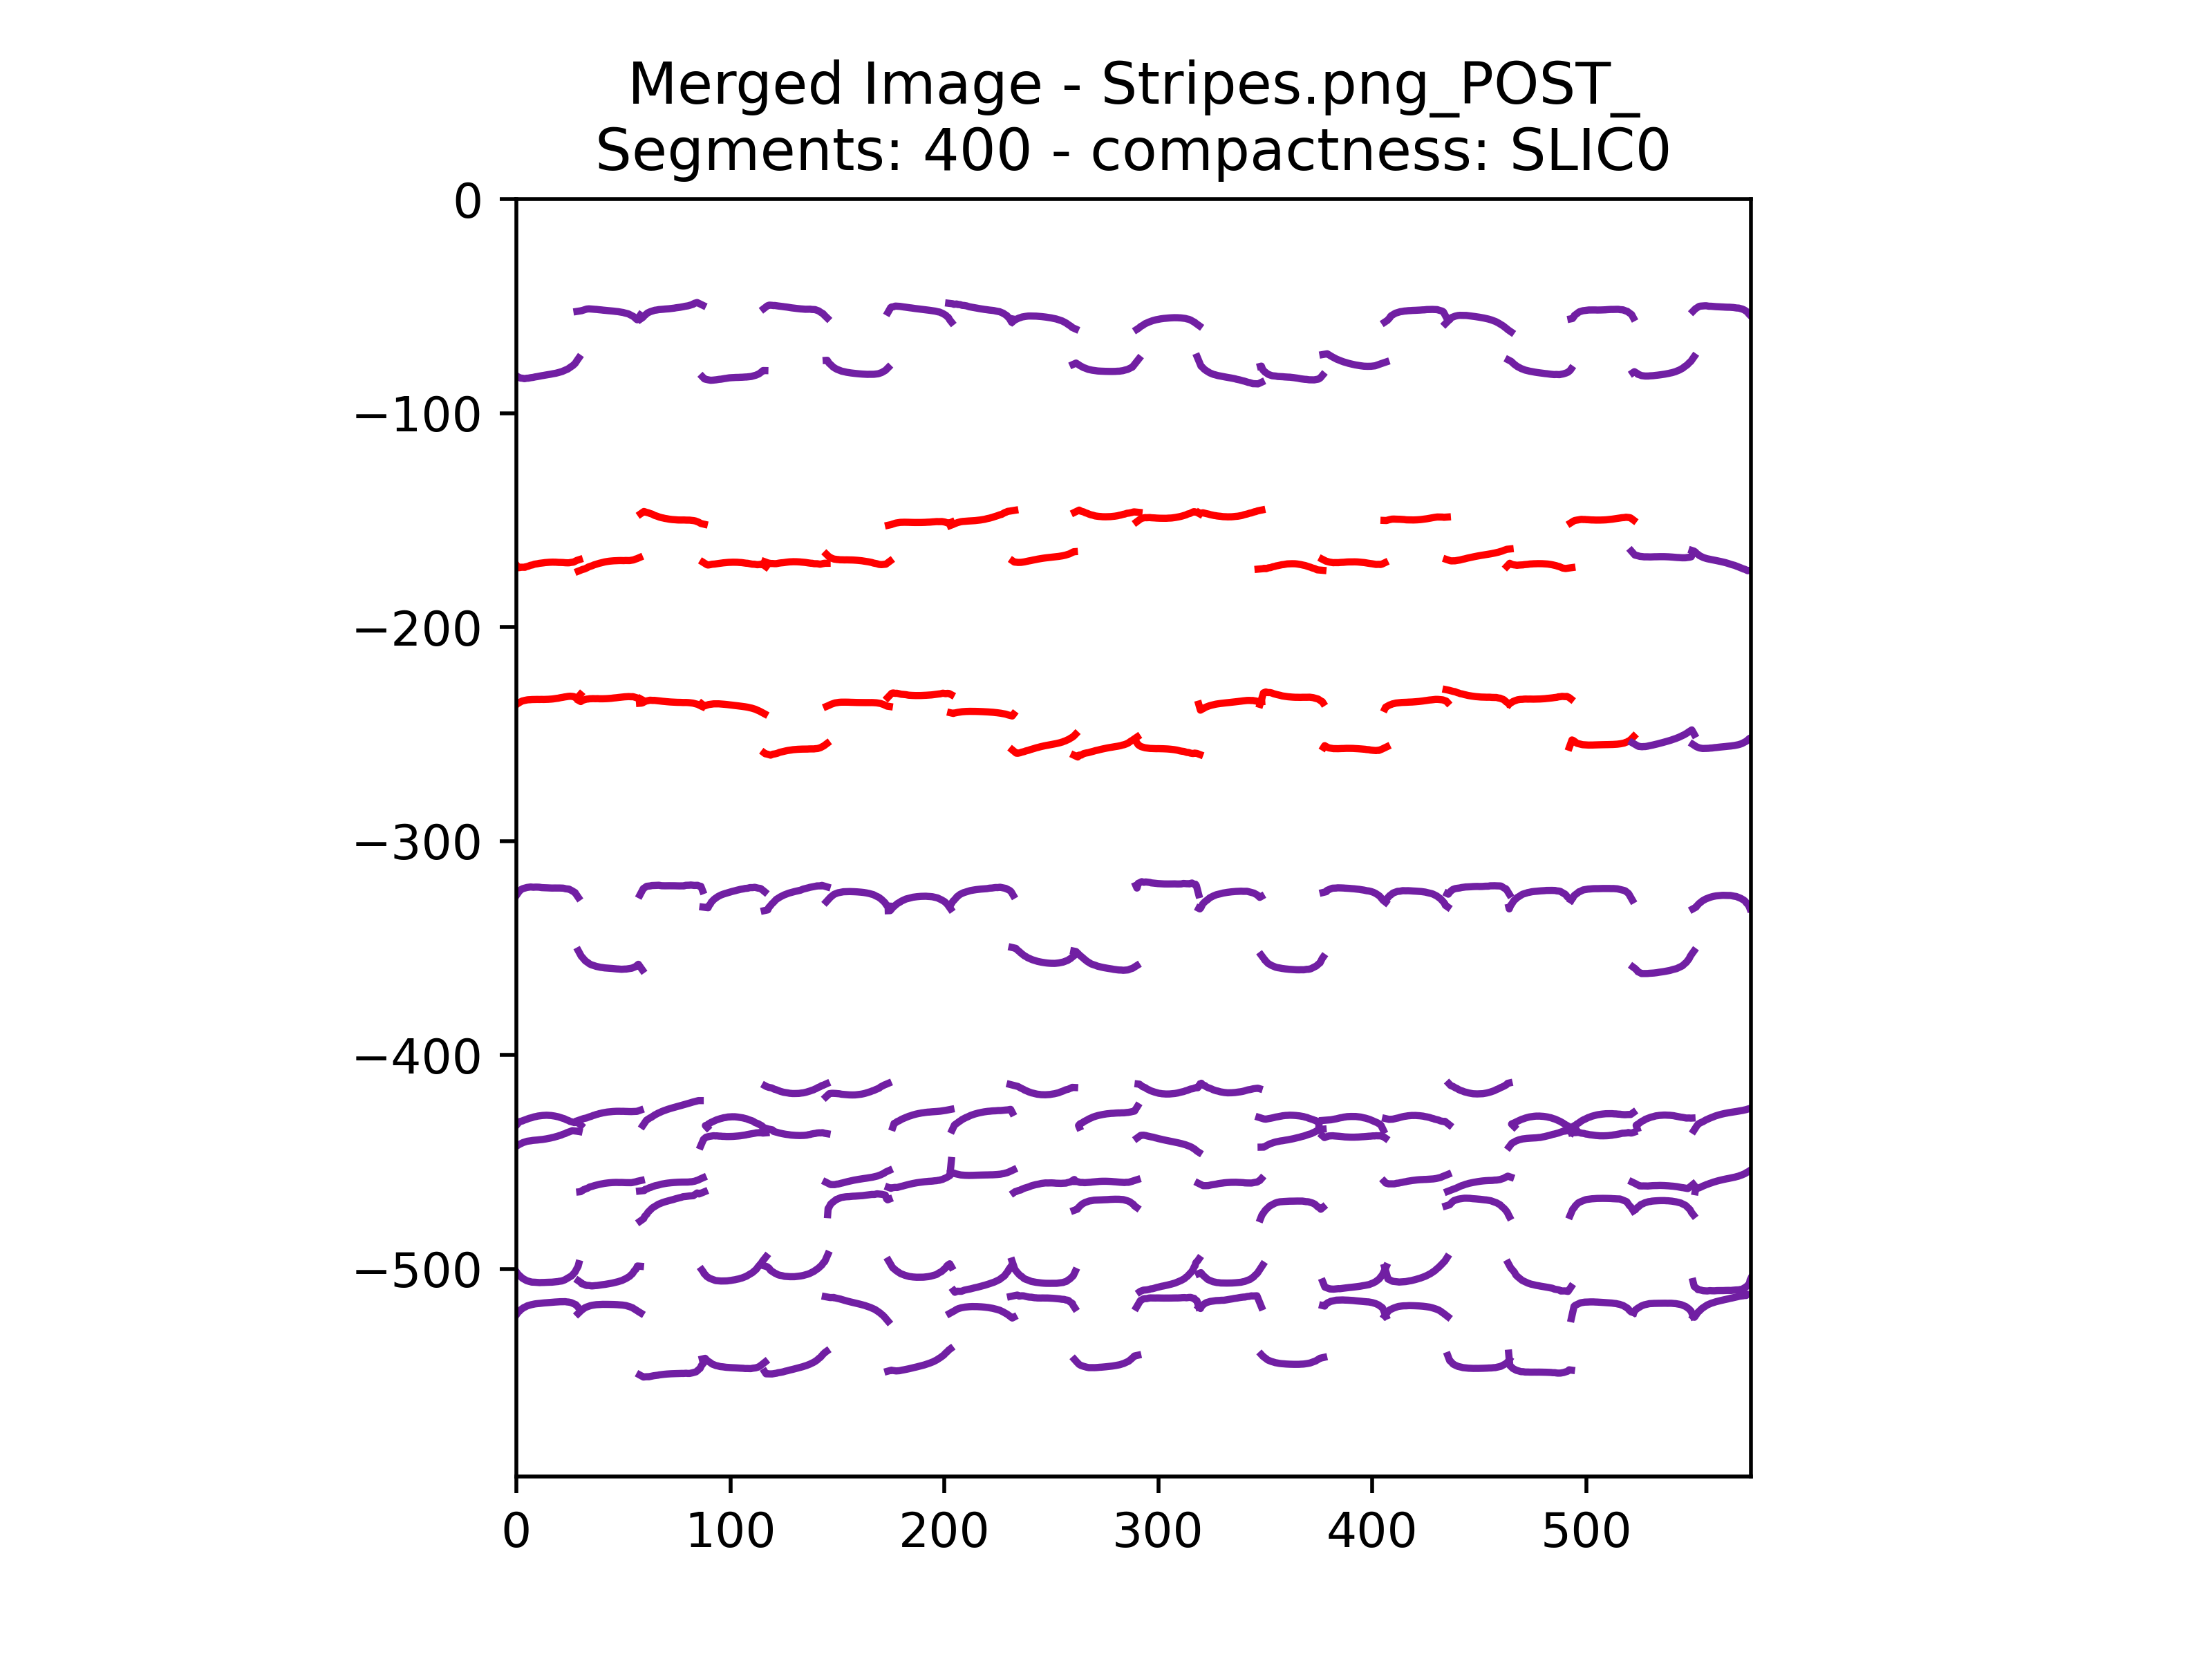 Merged Image - Stripes.png_POST_
Segments: 400 - compactness: SLIC0
0
−100
−200
−300
−400
−500
0 100 200 300 400 500